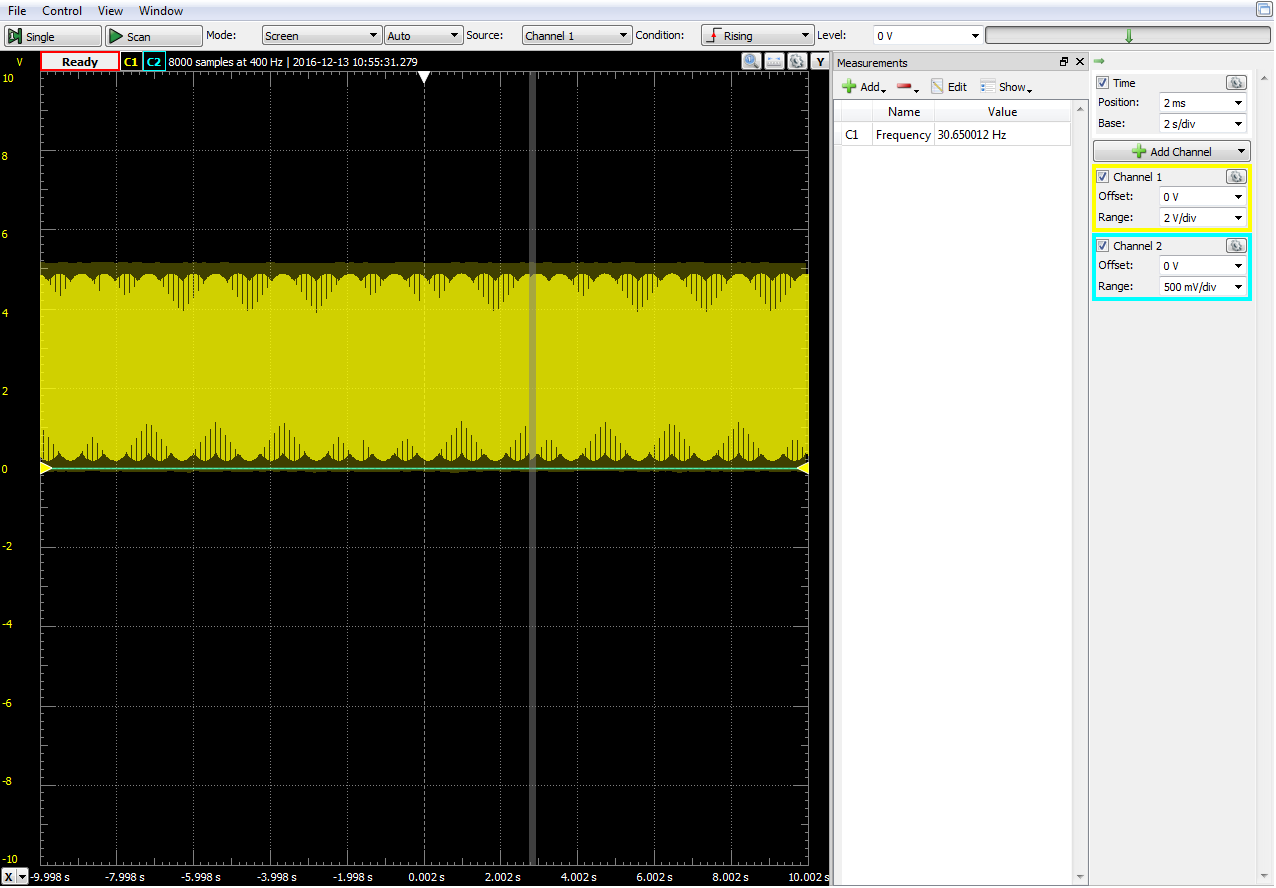 File Control View Window
Single Scan Mode: Screen Auto Source: Channel 1 Condition: Rising Level: 0 V
V Ready C1 C2 8000 samples at 400 Hz | 2016-12-13 10:55:31.279 Y
10
8
6
4
2
0
-2
-4
-6
-8
-10
X -9.998 s -7.998 s -5.998 s -3.998 s -1.998 s 0.002 s 2.002 s 4.002 s 6.002 s 8.002 s 10.002 s
Measurements
Add Edit Show
Name Value
C1 Frequency 30.650012 Hz
Time
Position: 2 ms
Base: 2 s/div
Add Channel
Channel 1
Offset: 0 V
Range: 2 V/div
Channel 2
Offset: 0 V
Range: 500 mV/div